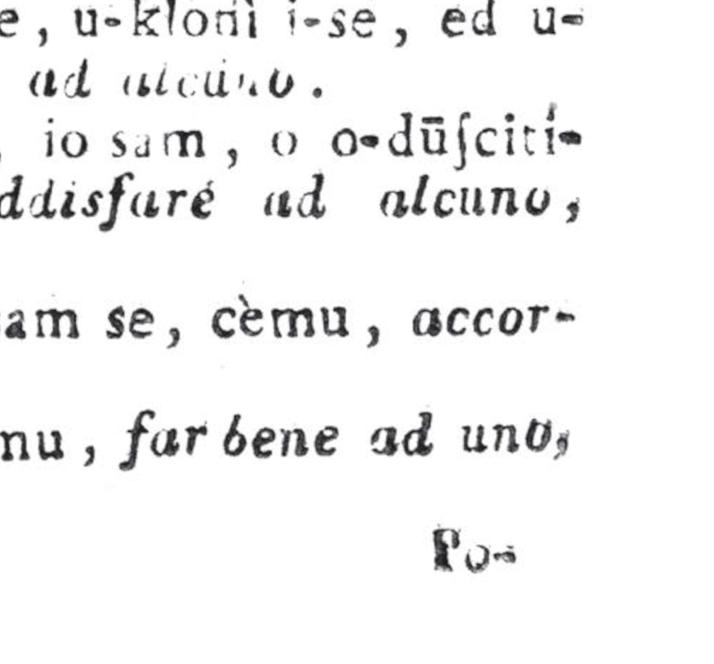 e, u-kloni i-se, ed u-
ad alcuno.
, io sam, o o-dūſcití-
ddisfaré ad alcuno,
am se, cèmu, accor-
nu, far bene ad uno,
Po-